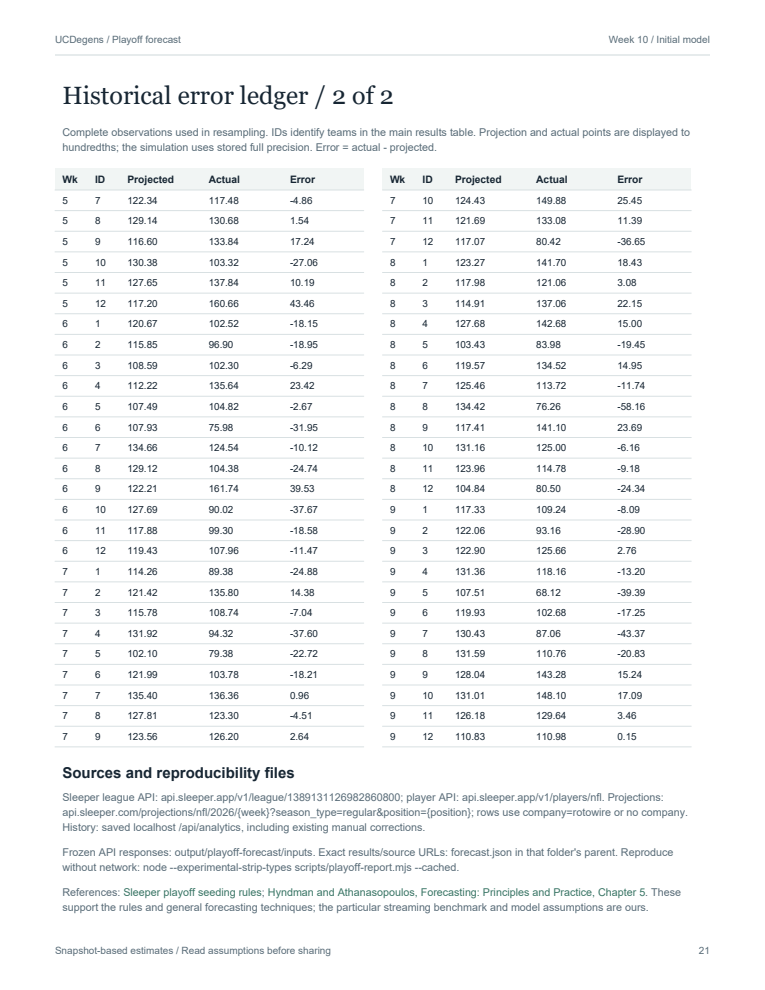 UCDegens / Playoff forecast
Week 10 / Initial model
Historical error ledger / 2 of 2
Complete observations used in resampling. IDs identify teams in the main results table. Projection and actual points are displayed to
hundredths; the simulation uses stored full precision. Error = actual - projected.
Wk ID Projected Actual Error
5 7 122.34 117.48 -4.86
5 8 129.14 130.68 1.54
5 9 116.60 133.84 17.24
5 10 130.38 103.32 -27.06
5 11 127.65 137.84 10.19
5 12 117.20 160.66 43.46
6 1 120.67 102.52 -18.15
6 2 115.85 96.90 -18.95
6 3 108.59 102.30 -6.29
6 4 112.22 135.64 23.42
6 5 107.49 104.82 -2.67
6 6 107.93 75.98 -31.95
6 7 134.66 124.54 -10.12
6 8 129.12 104.38 -24.74
6 9 122.21 161.74 39.53
6 10 127.69 90.02 -37.67
6 11 117.88 99.30 -18.58
6 12 119.43 107.96 -11.47
7 1 114.26 89.38 -24.88
7 2 121.42 135.80 14.38
7 3 115.78 108.74 -7.04
7 4 131.92 94.32 -37.60
7 5 102.10 79.38 -22.72
7 6 121.99 103.78 -18.21
7 7 135.40 136.36 0.96
7 8 127.81 123.30 -4.51
7 9 123.56 126.20 2.64
Wk ID Projected Actual Error
7 10 124.43 149.88 25.45
7 11 121.69 133.08 11.39
7 12 117.07 80.42 -36.65
8 1 123.27 141.70 18.43
8 2 117.98 121.06 3.08
8 3 114.91 137.06 22.15
8 4 127.68 142.68 15.00
8 5 103.43 83.98 -19.45
8 6 119.57 134.52 14.95
8 7 125.46 113.72 -11.74
8 8 134.42 76.26 -58.16
8 9 117.41 141.10 23.69
8 10 131.16 125.00 -6.16
8 11 123.96 114.78 -9.18
8 12 104.84 80.50 -24.34
9 1 117.33 109.24 -8.09
9 2 122.06 93.16 -28.90
9 3 122.90 125.66 2.76
9 4 131.36 118.16 -13.20
9 5 107.51 68.12 -39.39
9 6 119.93 102.68 -17.25
9 7 130.43 87.06 -43.37
9 8 131.59 110.76 -20.83
9 9 128.04 143.28 15.24
9 10 131.01 148.10 17.09
9 11 126.18 129.64 3.46
9 12 110.83 110.98 0.15
Sources and reproducibility files
Sleeper league API: api.sleeper.app/v1/league/1389131126982860800; player API: api.sleeper.app/v1/players/nfl. Projections:
api.sleeper.com/projections/nfl/2026/{week}?season_type=regular&position={position}; rows use company=rotowire or no company.
History: saved localhost /api/analytics, including existing manual corrections.
Frozen API responses: output/playoff-forecast/inputs. Exact results/source URLs: forecast.json in that folder's parent. Reproduce
without network: node --experimental-strip-types scripts/playoff-report.mjs --cached.
References: Sleeper playoff seeding rules; Hyndman and Athanasopoulos, Forecasting: Principles and Practice, Chapter 5. These
support the rules and general forecasting techniques; the particular streaming benchmark and model assumptions are ours.
Snapshot-based estimates / Read assumptions before sharing
21